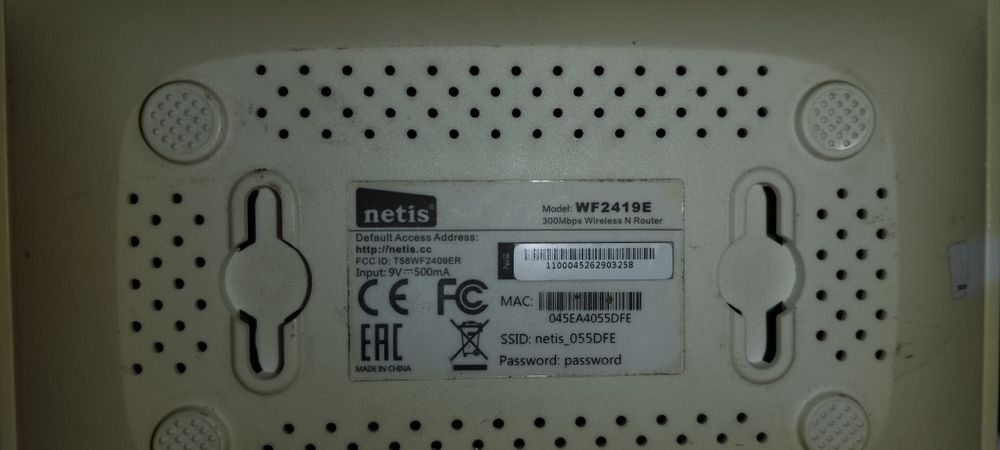 netis®
Model: WF2419E
300Mbps Wireless N Router
Default Access Address:
http://netis.cc
FCC ID: T58WF2409ER
Input: 9V⎓500mA
S/N
1100045262903258
CE FC
MAC:
045EA4055DFE
EAC
SSID: netis_055DFE
Password: password
MADE IN CHINA